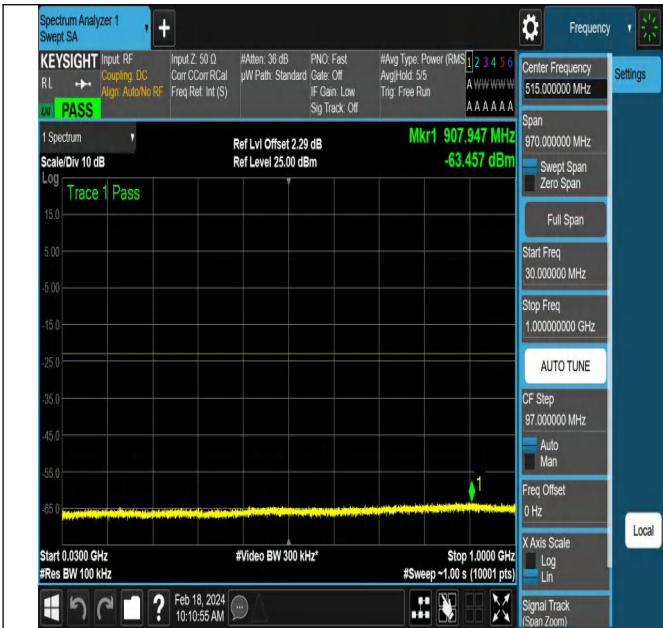 Spectrum Analyzer 1
Swept SA
+
Frequency
KEYSIGHT
RL
PASS
Input: RF
Coupling: DC
Align: Auto/No RF
Input Z: 50 Ω
Corr CCorr RCal
Freq Ref: Int (S)
#Atten: 36 dB
µW Path: Standard
PNO: Fast
Gate: Off
IF Gain: Low
Sig Track: Off
#Avg Type: Power (RMS
Avg|Hold: 5/5
Trig: Free Run
1 2 3 4 5 6
A W W W W W
A A A A A A
1 Spectrum
Scale/Div 10 dB
Ref Lvl Offset 2.29 dB
Ref Level 25.00 dBm
Mkr1 907.947 MHz
-63.457 dBm
Log
Trace 1 Pass
15.0
5.00
-5.00
-15.0
-25.0
-35.0
-45.0
-55.0
-65.0
1
Start 0.0300 GHz
#Res BW 100 kHz
#Video BW 300 kHz*
Stop 1.0000 GHz
#Sweep ~1.00 s (10001 pts)
?
Feb 18, 2024
10:10:55 AM
Center Frequency
515.000000 MHz
Settings
Span
970.000000 MHz
Swept Span
Zero Span
Full Span
Start Freq
30.000000 MHz
Stop Freq
1.000000000 GHz
AUTO TUNE
CF Step
97.000000 MHz
Auto
Man
Freq Offset
0 Hz
X Axis Scale
Log
Lin
Signal Track
(Span Zoom)
Local